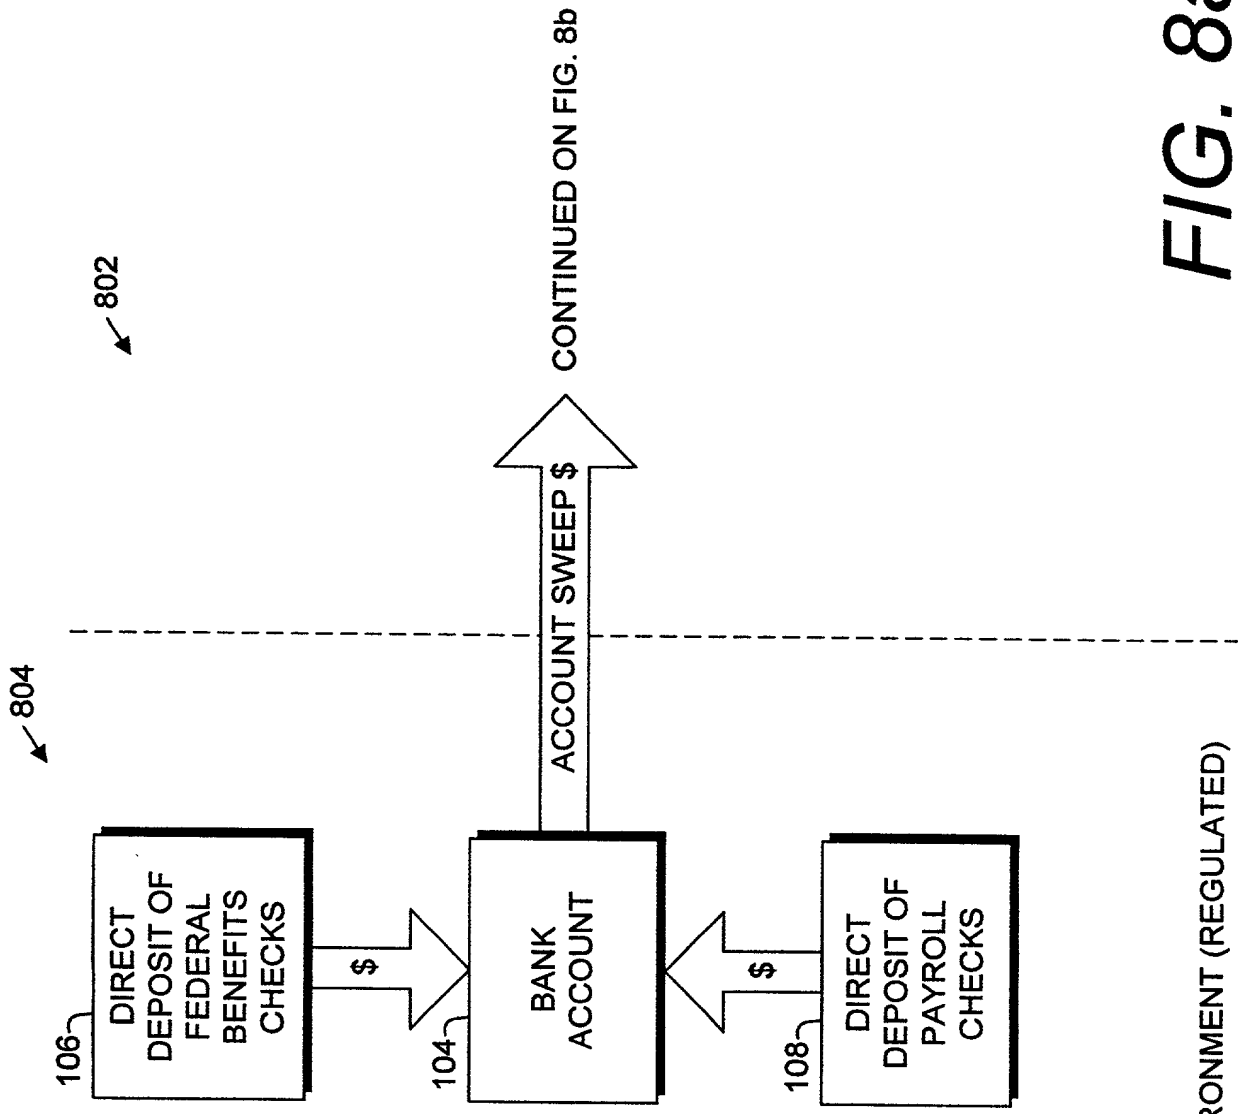 804
802
106
DIRECT
DEPOSIT OF
FEDERAL
BENEFITS
CHECKS
$
104
BANK
ACCOUNT
ACCOUNT SWEEP $
CONTINUED ON FIG. 8b
$
108
DIRECT
DEPOSIT OF
PAYROLL
CHECKS
RONMENT (REGULATED)
FIG. 8a